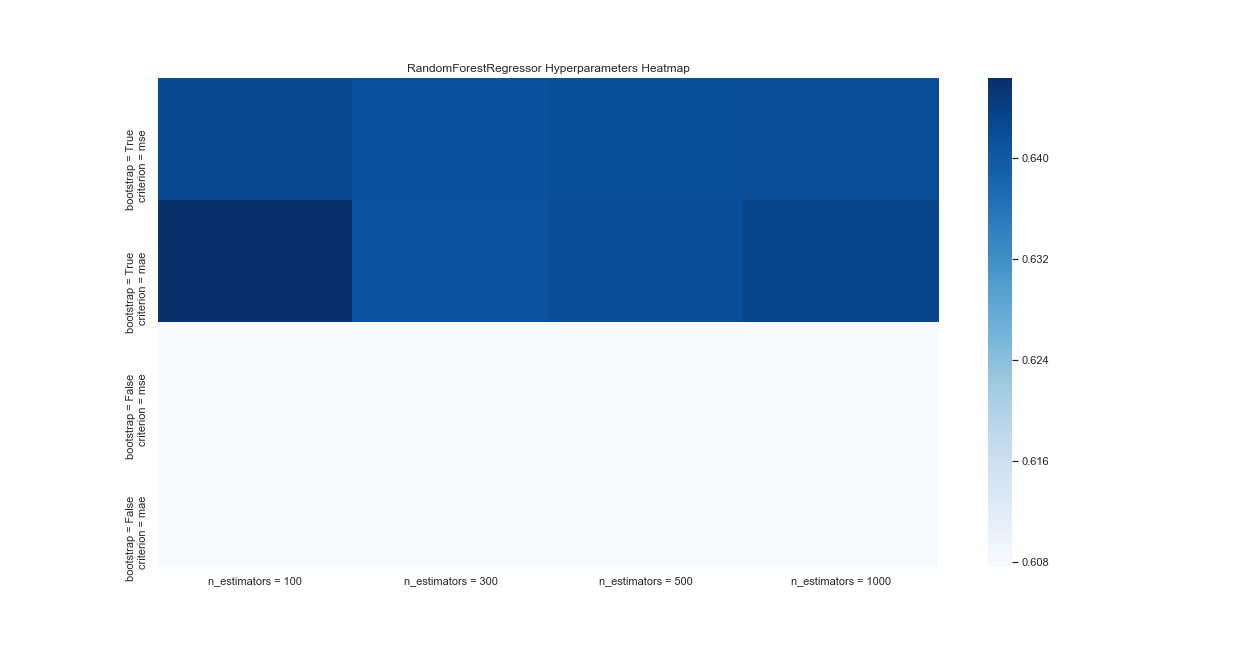 RandomForestRegressor Hyperparameters Heatmap
bootstrap = True
criterion = mse
bootstrap = True
criterion = mae
bootstrap = False
criterion = mse
bootstrap = False
criterion = mae
n_estimators = 100
n_estimators = 300
n_estimators = 500
n_estimators = 1000
0.640
0.632
0.624
0.616
0.608